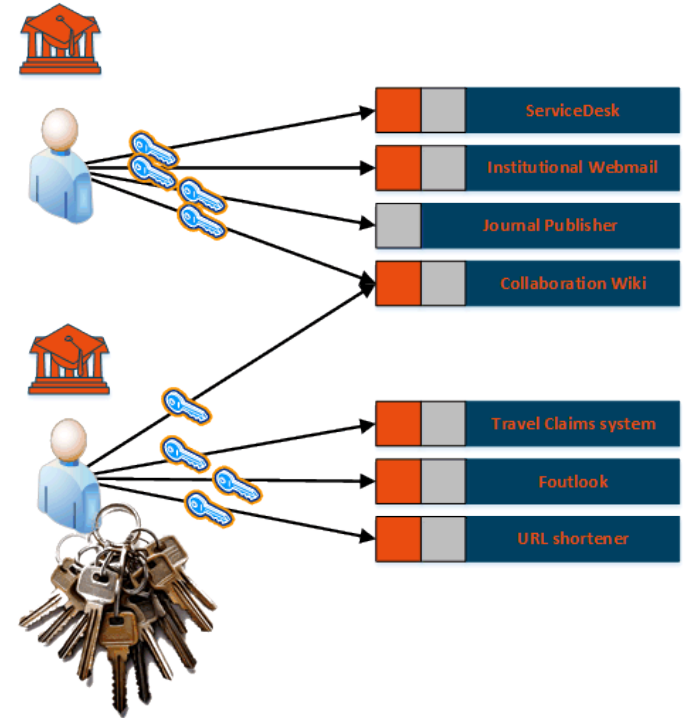 ServiceDesk
Institutional Webmail
Journal Publisher
Collaboration Wiki
Travel Claims system
Foutlook
URL shortener